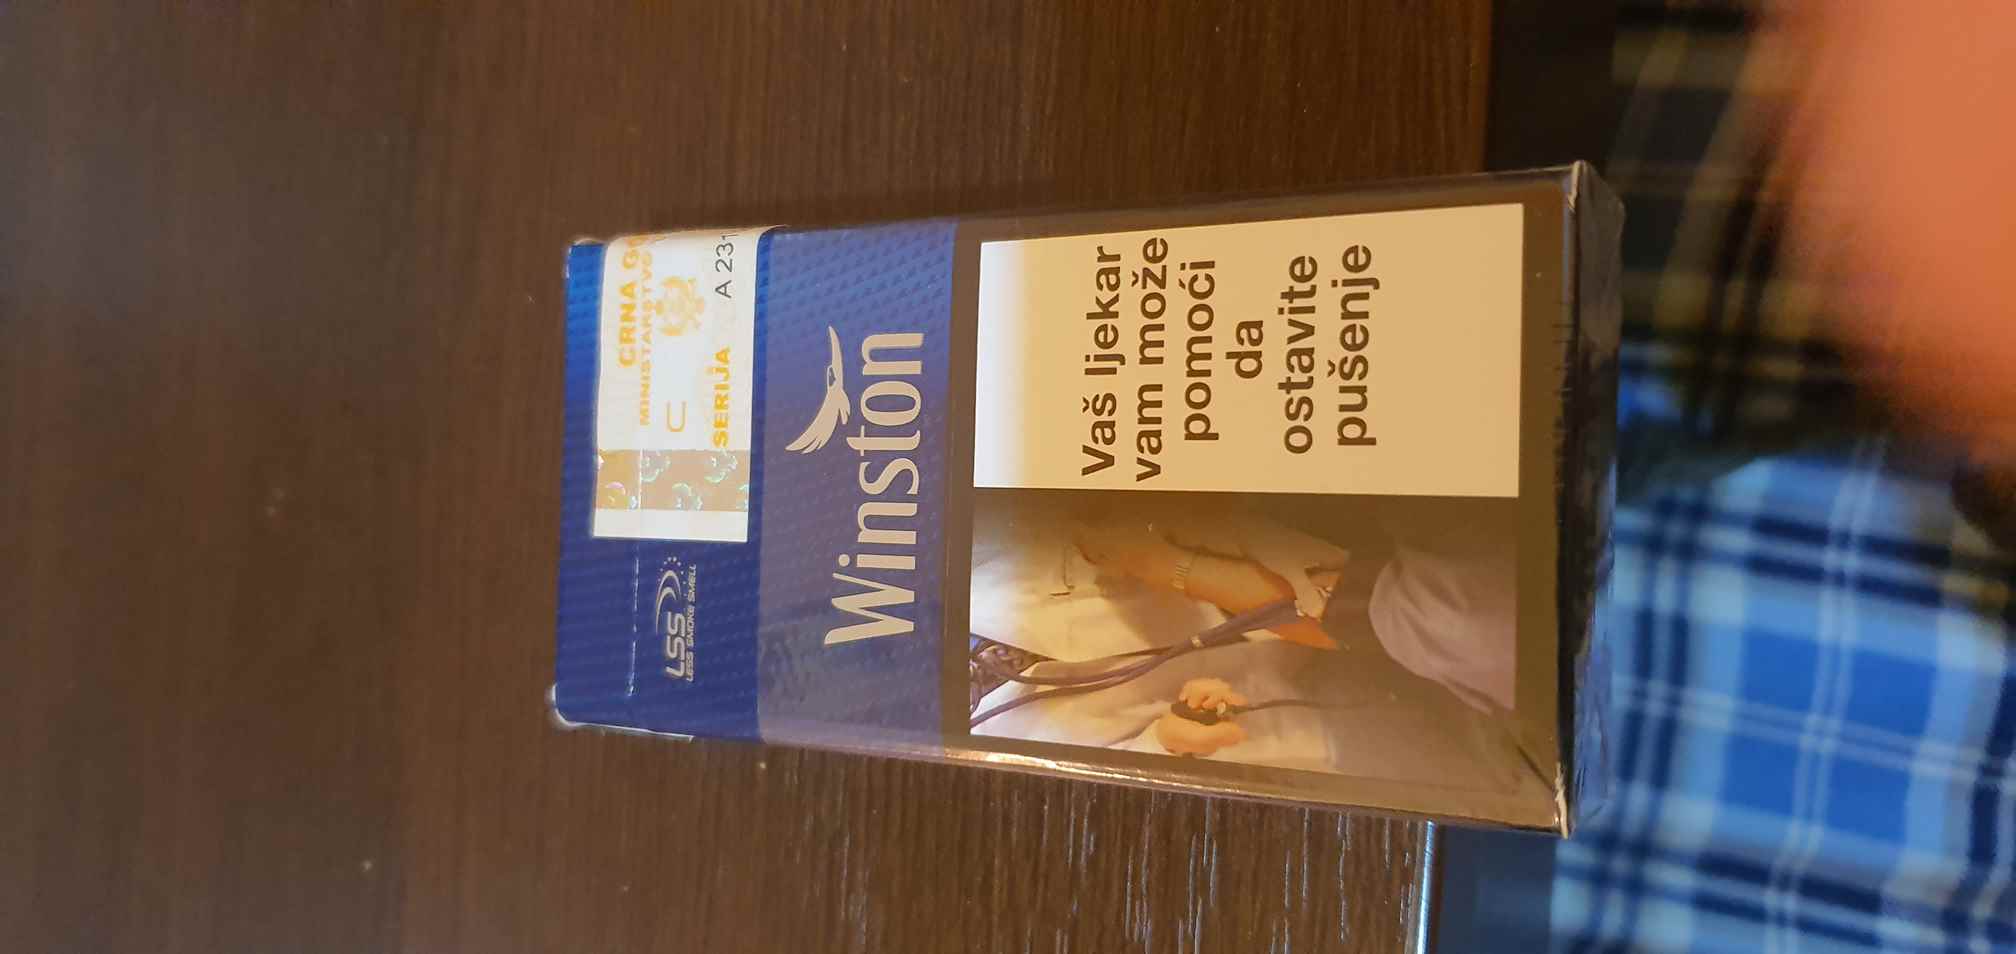 CRNA
MINISTARSTVO
C
SERIJA A 231
LSS
LESS SMOKE SMELL
Winston
Vaš ljekar
vam može
pomoći
da
ostavite
pušenje